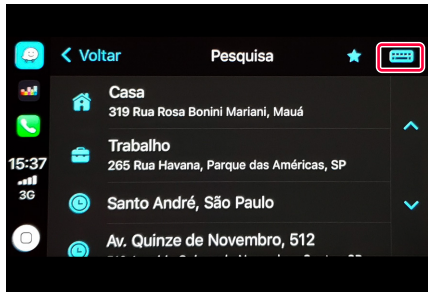 Voltar
Pesquisa
Casa
319 Rua Rosa Bonini Mariani, Mauá
Trabalho
265 Rua Havana, Parque das Américas, SP
15:37
3G
Santo André, São Paulo
Av. Quinze de Novembro, 512